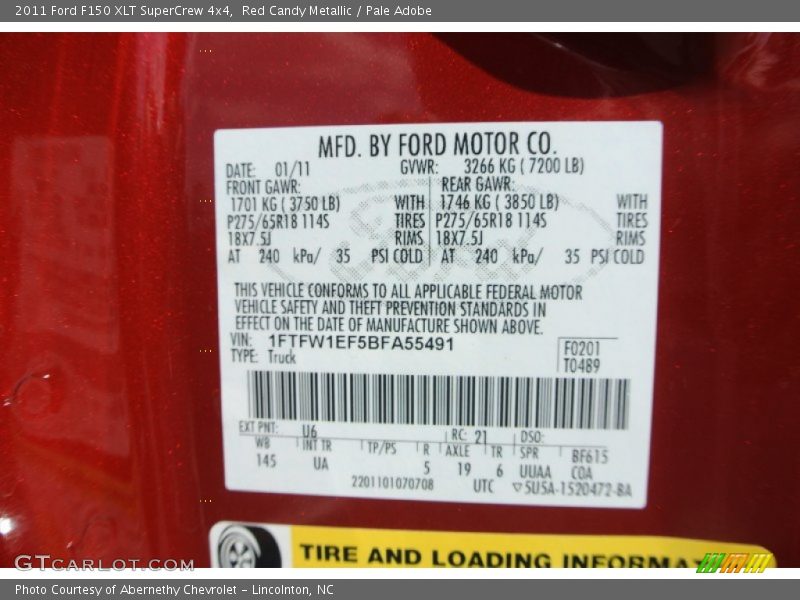 2011 Ford F150 XLT SuperCrew 4x4, Red Candy Metallic / Pale Adobe
MFD. BY FORD MOTOR CO.
DATE: 01/11 GVWR: 3266 KG ( 7200 LB)
FRONT GAWR: REAR GAWR:
1701 KG ( 3750 LB) WITH 1746 KG ( 3850 LB) WITH
P275/65R18 114S TIRES P275/65R18 114S TIRES
18X7.5J RIMS 18X7.5J RIMS
AT 240 kPa/ 35 PSI COLD AT 240 kPa/ 35 PSI COLD
THIS VEHICLE CONFORMS TO ALL APPLICABLE FEDERAL MOTOR
VEHICLE SAFETY AND THEFT PREVENTION STANDARDS IN
EFFECT ON THE DATE OF MANUFACTURE SHOWN ABOVE.
VIN: 1FTFW1EF5BFA55491
TYPE: Truck
F0201
T0489
EXT PNT: U6 RC: 21 DSO:
WB INT TR TP/PS R AXLE TR SPR BF615
145 UA 5 19 6 UUAA COA
2201101070708 UTC ▽5U5A-1520472-BA
TIRE AND LOADING INFORMA
GTCARLOT.COM
Photo Courtesy of Abernethy Chevrolet – Lincolnton, NC